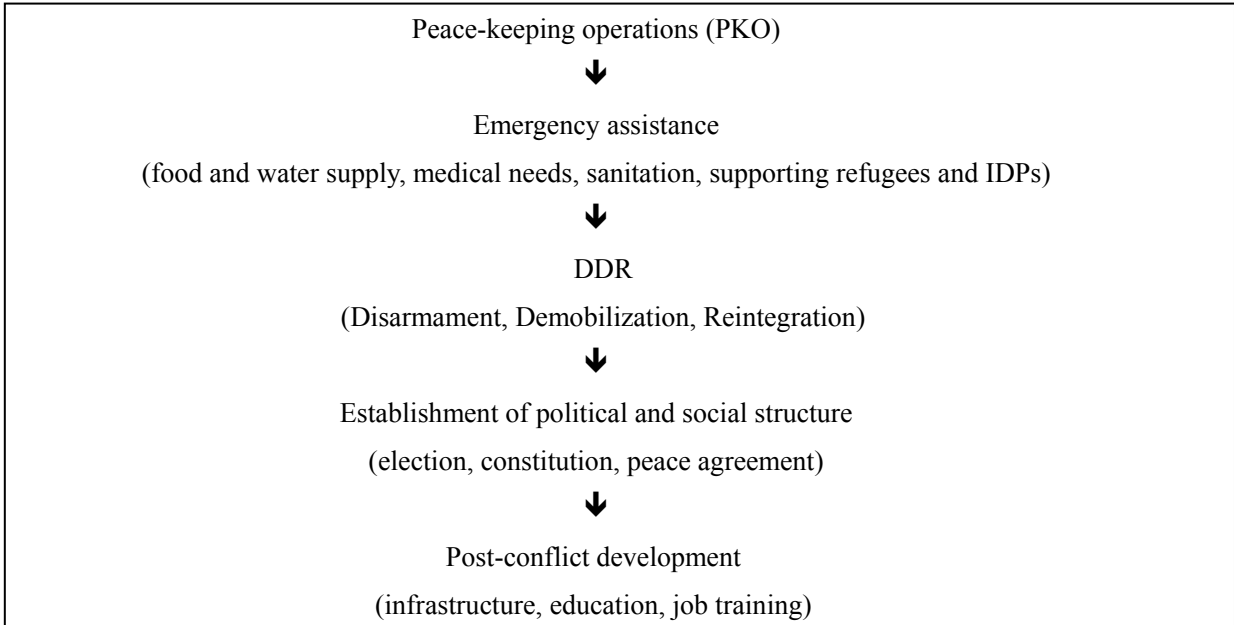 Peace-keeping operations (PKO)
↓
Emergency assistance
(food and water supply, medical needs, sanitation, supporting refugees and IDPs)
↓
DDR
(Disarmament, Demobilization, Reintegration)
↓
Establishment of political and social structure
(election, constitution, peace agreement)
↓
Post-conflict development
(infrastructure, education, job training)